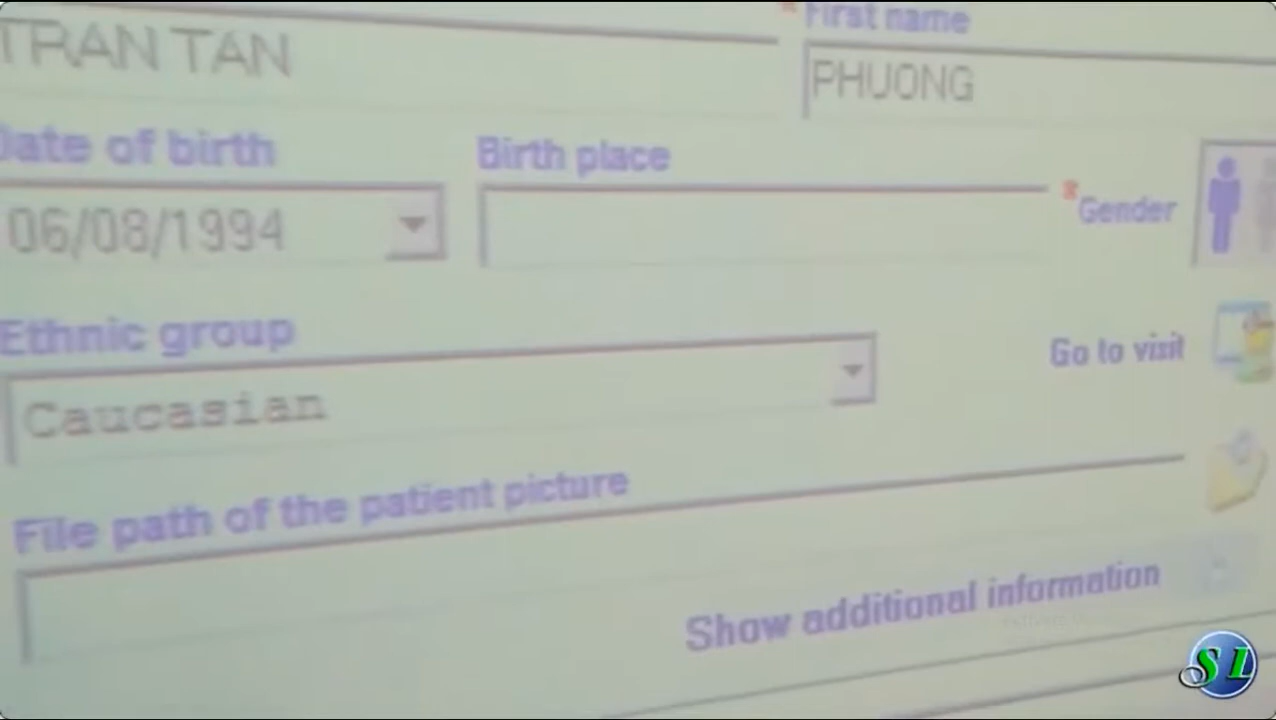 First name
TRAN TAN PHUONG
Date of birth Birth place
Gender
06/08/1994
Ethnic group
Go to visit
Caucasian
File path of the patient picture
Show additional information
SL